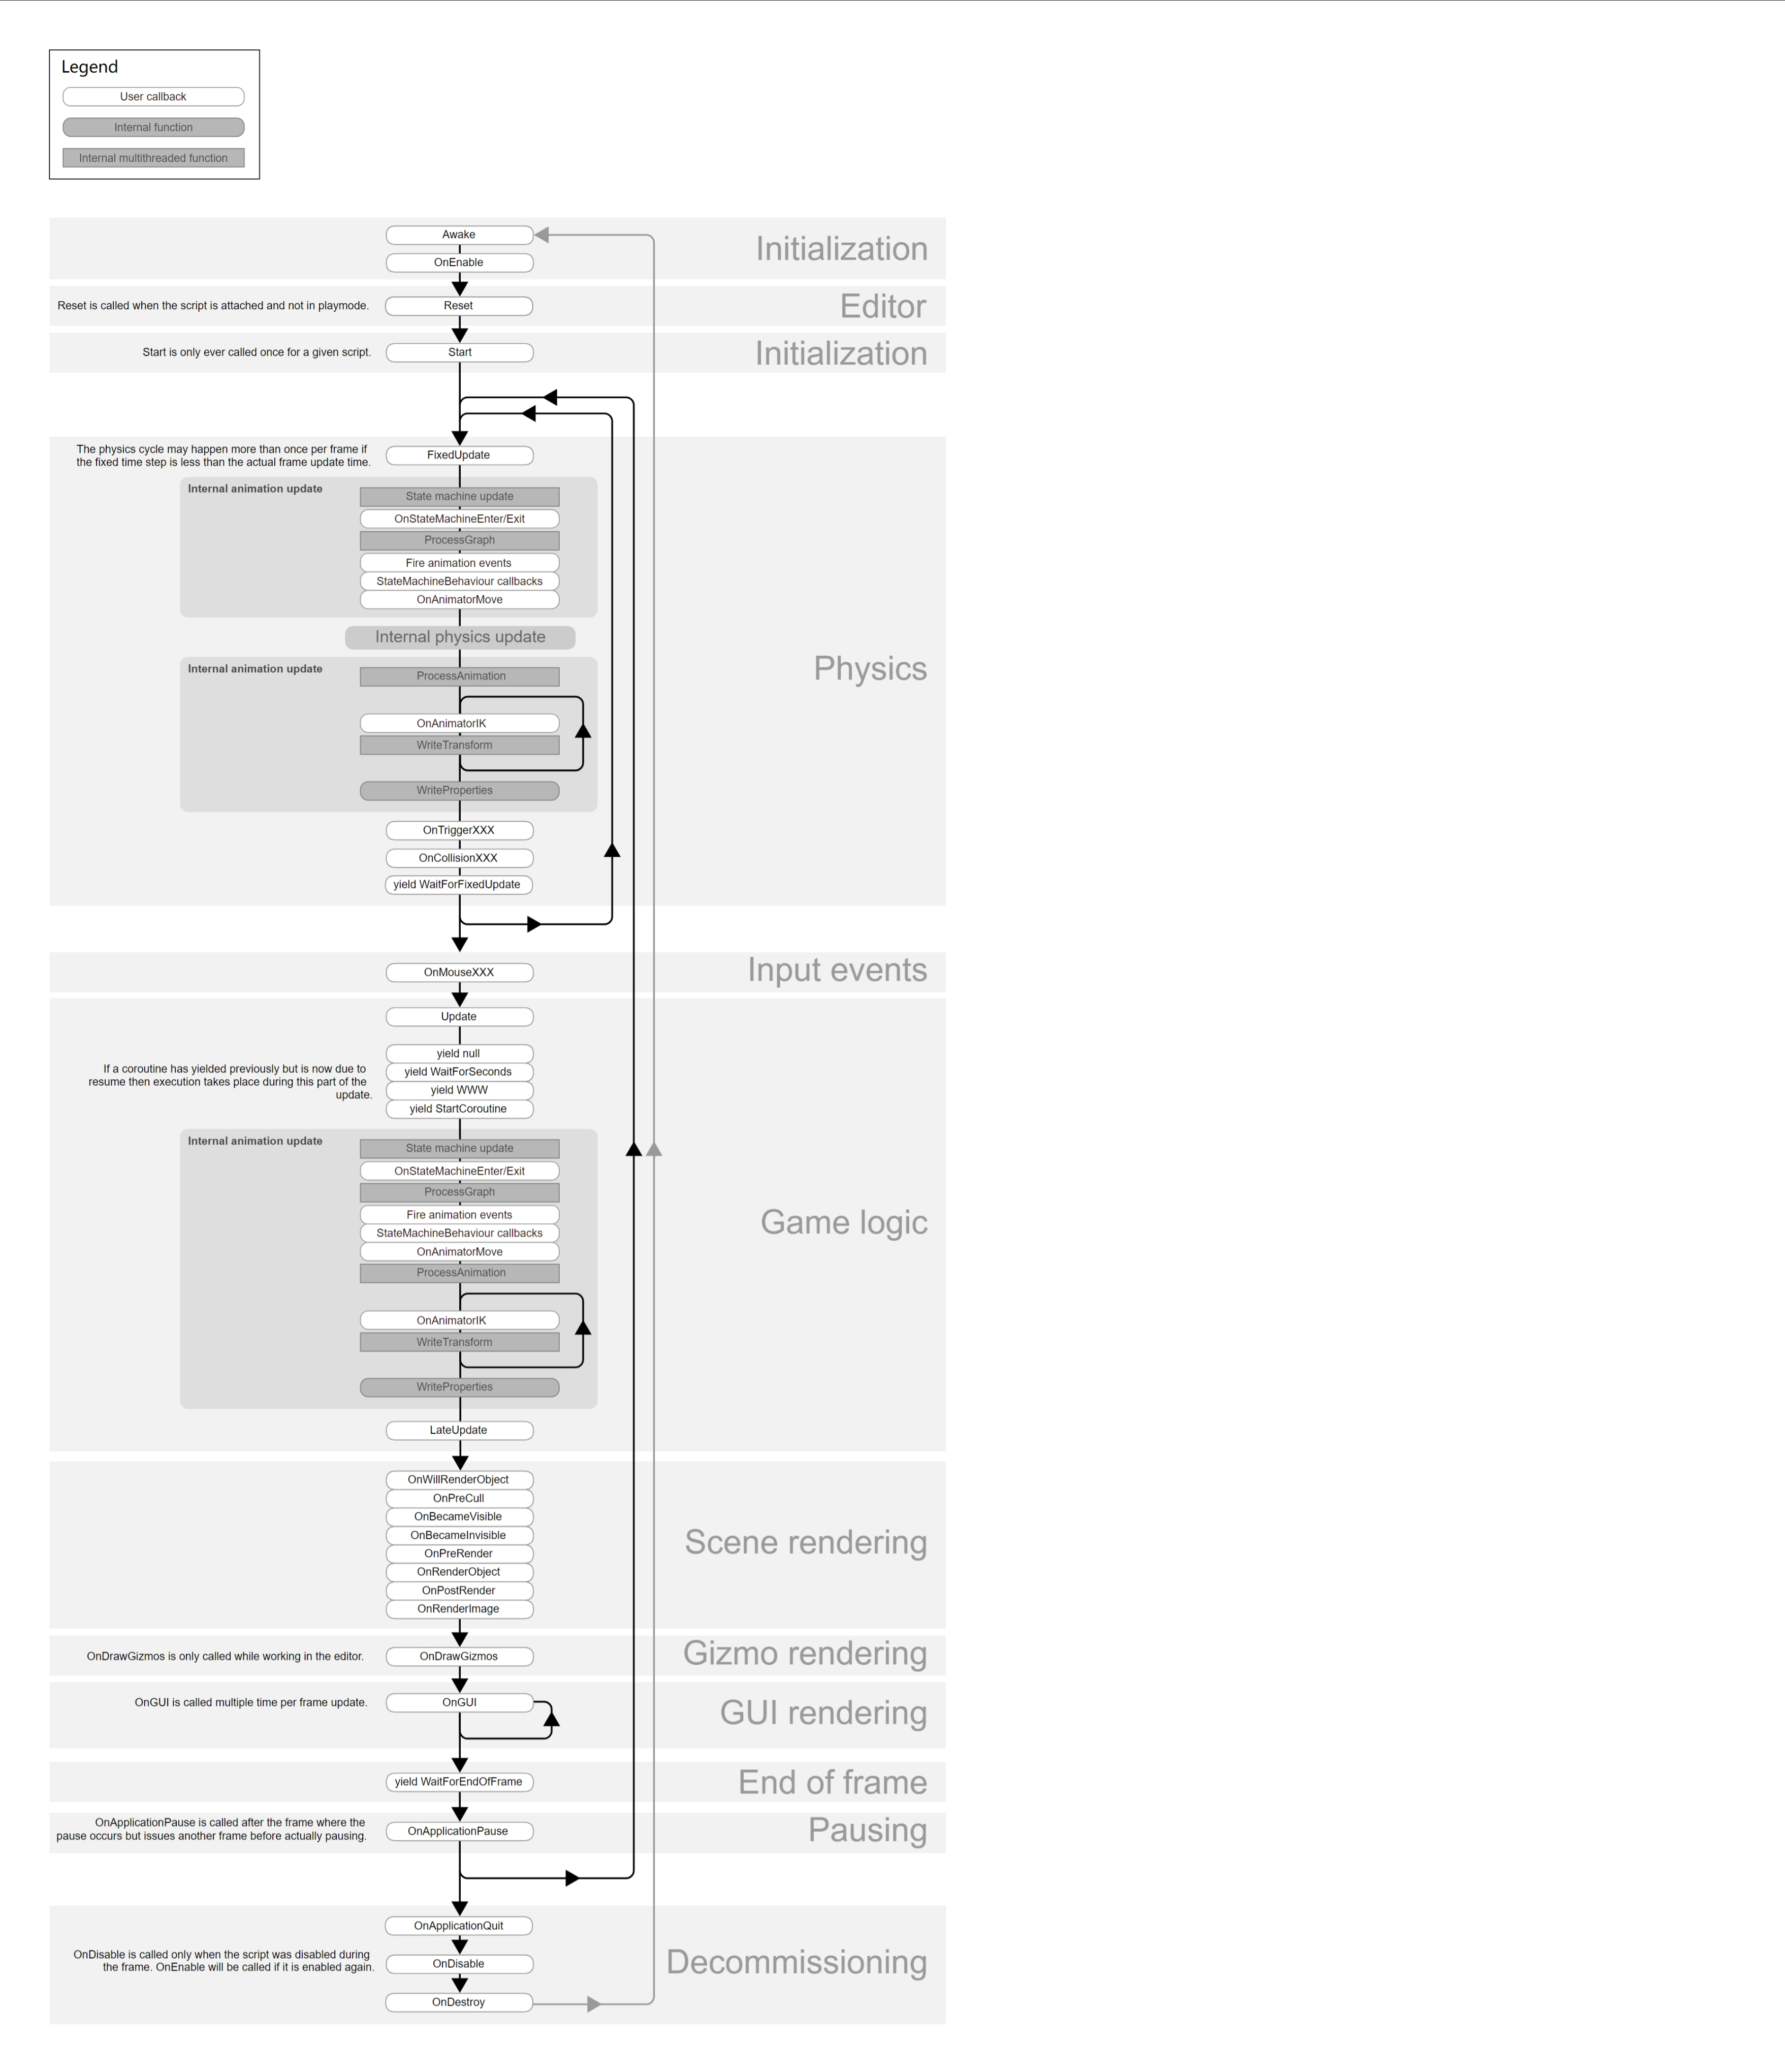 Legend
User callback
Internal function
Internal multithreaded function
Awake
OnEnable
Initialization
Reset is called when the script is attached and not in playmode.
Reset
Editor
Start is only ever called once for a given script.
Start
Initialization
The physics cycle may happen more than once per frame if
the fixed time step is less than the actual frame update time.
FixedUpdate
Internal animation update
State machine update
OnStateMachineEnter/Exit
ProcessGraph
Fire animation events
StateMachineBehaviour callbacks
OnAnimatorMove
Internal physics update
Physics
Internal animation update
ProcessAnimation
OnAnimatorIK
WriteTransform
WriteProperties
OnTriggerXXX
OnCollisionXXX
yield WaitForFixedUpdate
OnMouseXXX
Input events
Update
yield null
If a coroutine has yielded previously but is now due to
resume then execution takes place during this part of the
update.
yield WaitForSeconds
yield WWW
yield StartCoroutine
Internal animation update
State machine update
OnStateMachineEnter/Exit
ProcessGraph
Fire animation events
StateMachineBehaviour callbacks
OnAnimatorMove
Game logic
ProcessAnimation
OnAnimatorIK
WriteTransform
WriteProperties
LateUpdate
OnWillRenderObject
OnPreCull
OnBecameVisible
OnBecameInvisible
OnPreRender
OnRenderObject
OnPostRender
OnRenderImage
Scene rendering
OnDrawGizmos is only called while working in the editor.
OnDrawGizmos
Gizmo rendering
OnGUI is called multiple time per frame update.
OnGUI
GUI rendering
yield WaitForEndOfFrame
End of frame
OnApplicationPause is called after the frame where the
pause occurs but issues another frame before actually pausing.
OnApplicationPause
Pausing
OnApplicationQuit
OnDisable is called only when the script was disabled during
the frame. OnEnable will be called if it is enabled again.
OnDisable
Decommissioning
OnDestroy